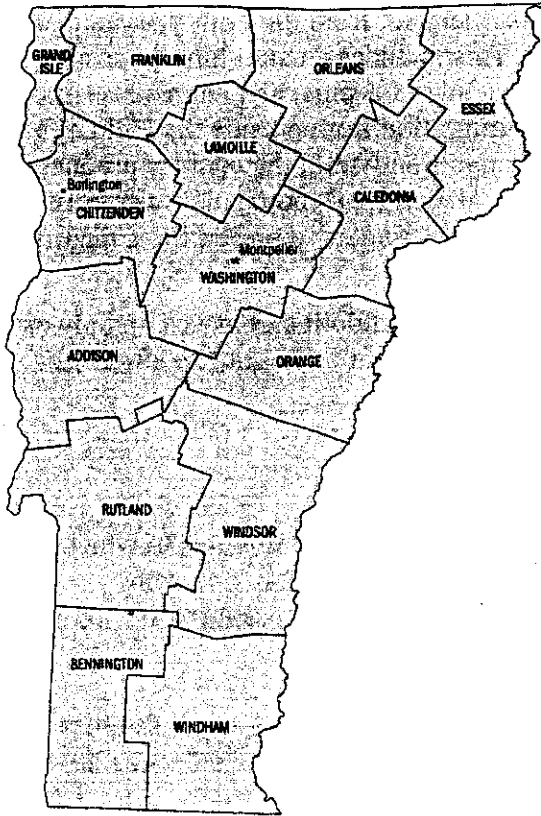 GRAND
ISLE
FRANKLIN
ORLEANS
ESSEX
LAMOILLE
Burlington
CHITTENDEN
CALEDONIA
Montpelier
WASHINGTON
ADDISON
ORANGE
RUTLAND
WINDSOR
BENNINGTON
WINDHAM